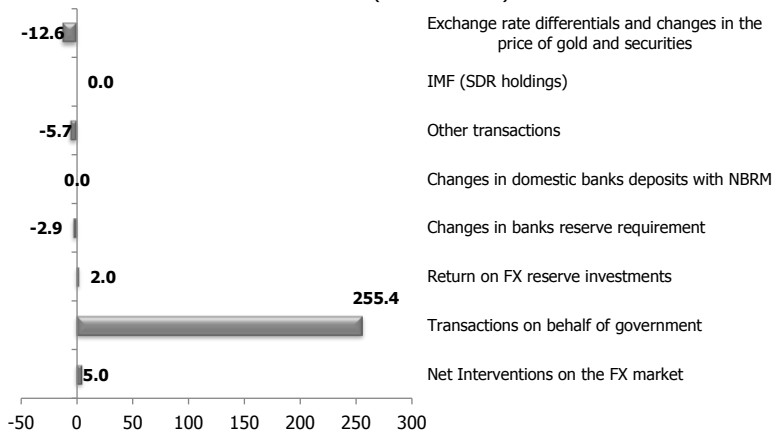 -12.6
Exchange rate differentials and changes in the
price of gold and securities
0.0
IMF (SDR holdings)
-5.7
Other transactions
0.0
Changes in domestic banks deposits with NBRM
-2.9
Changes in banks reserve requirement
2.0
Return on FX reserve investments
255.4
Transactions on behalf of government
5.0
Net Interventions on the FX market
-50 0 50 100 150 200 250 300